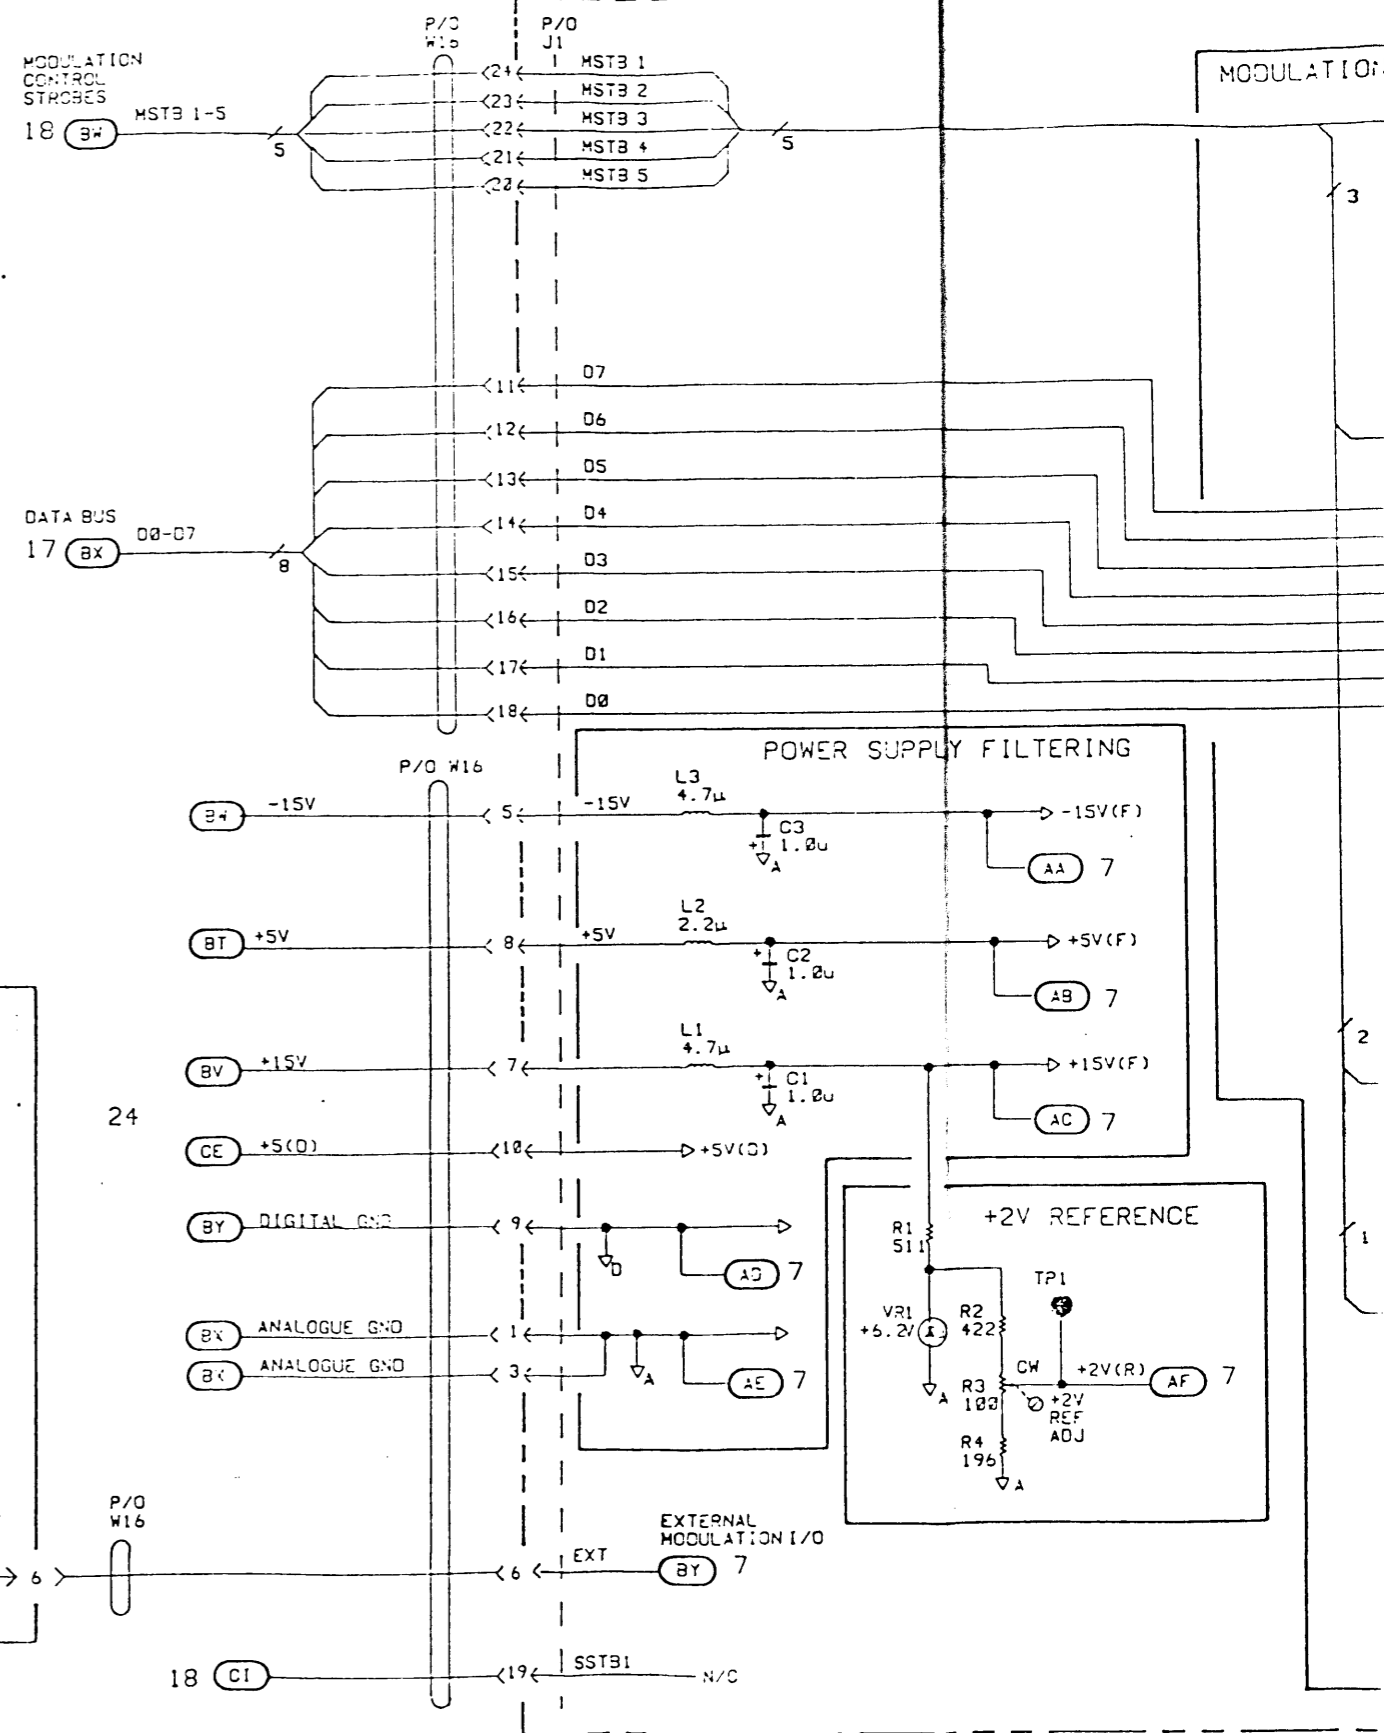 P/O
W16
P/O
J1
MODULATION
CONTROL
STROBES
18 BW
MSTB 1-5
5
24
MSTB 1
23
MSTB 2
22
MSTB 3
21
MSTB 4
20
MSTB 5
5
MODULATION
3
11
D7
12
D6
13
D5
14
D4
15
D3
16
D2
17
D1
18
D0
DATA BUS
17 BX
D0-D7
8
POWER SUPPLY FILTERING
P/O W16
-15V
5
-15V
L3
4.7μ
C3
+ 1.0u
A
-15V(F)
AA 7
BT
+5V
8
+5V
L2
2.2μ
+ C2
1.0u
A
+5V(F)
AB 7
BV
+15V
7
L1
4.7μ
+ C1
1.0u
A
+15V(F)
AC 7
24
2
CE
+5(D)
10
+5V(D)
BY
DIGITAL GND
9
D
AD 7
ANALOGUE GND
1
ANALOGUE GND
3
A
AE 7
+2V REFERENCE
R1
511
VR1
+6.2V
A
R2
422
TP1
CW
R3
100
+2V
REF
ADJ
+2V(R)
AF 7
R4
196
A
1
P/O
W16
6
6
EXT
EXTERNAL
MODULATION I/O
BY 7
18 CI
19
SSTB1
N/C